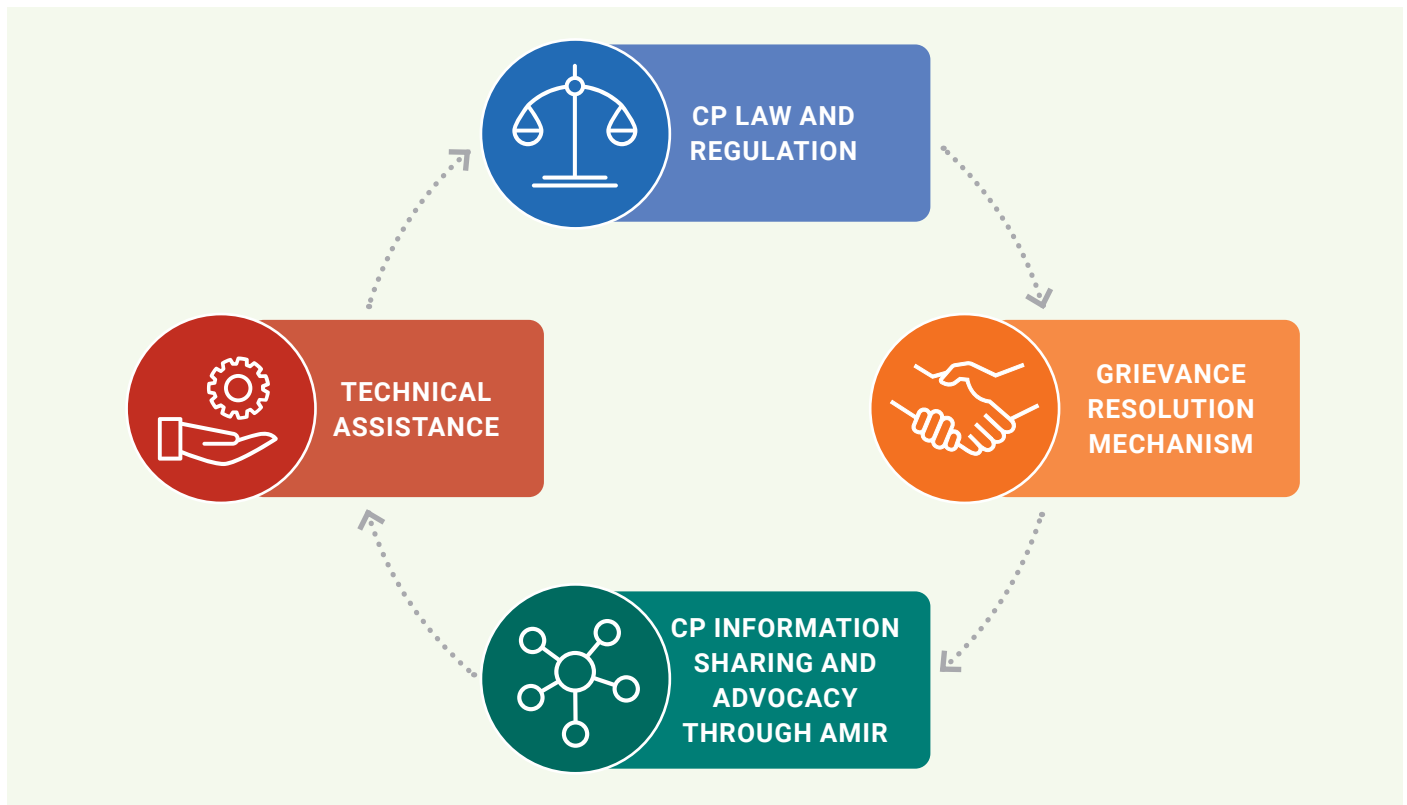 CP LAW AND
REGULATION
GRIEVANCE
RESOLUTION
MECHANISM
CP INFORMATION
SHARING AND
ADVOCACY
THROUGH AMIR
TECHNICAL
ASSISTANCE